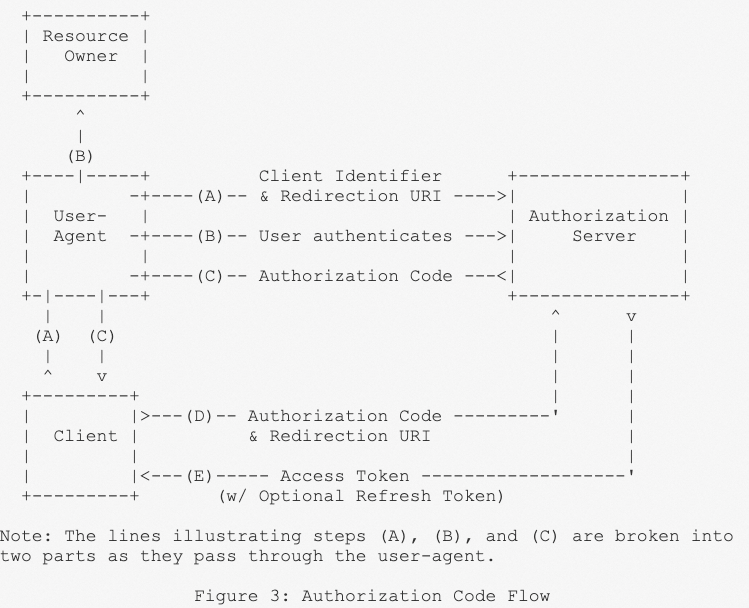 +----------+
| Resource |
|   Owner  |
|          |
+----------+
     ^
     |
    (B)
+----|-----+          Client Identifier      +---------------+
|         -+----(A)-- & Redirection URI ---->|               |
|  User-   |                                 | Authorization |
|  Agent  -+----(B)-- User authenticates --->|     Server    |
|          |                                 |               |
|         -+----(C)-- Authorization Code ---<|               |
+-|----|---+                                 +---------------+
  |    |                                         ^      v
 (A)  (C)                                        |      |
  |    |                                         |      |
  ^    v                                         |      |
+---------+                                      |      |
|         |>---(D)-- Authorization Code ---------'      |
|  Client |          & Redirection URI                  |
|         |                                             |
|         |<---(E)----- Access Token -------------------'
+---------+       (w/ Optional Refresh Token)
Note: The lines illustrating steps (A), (B), and (C) are broken into
two parts as they pass through the user-agent.
Figure 3: Authorization Code Flow